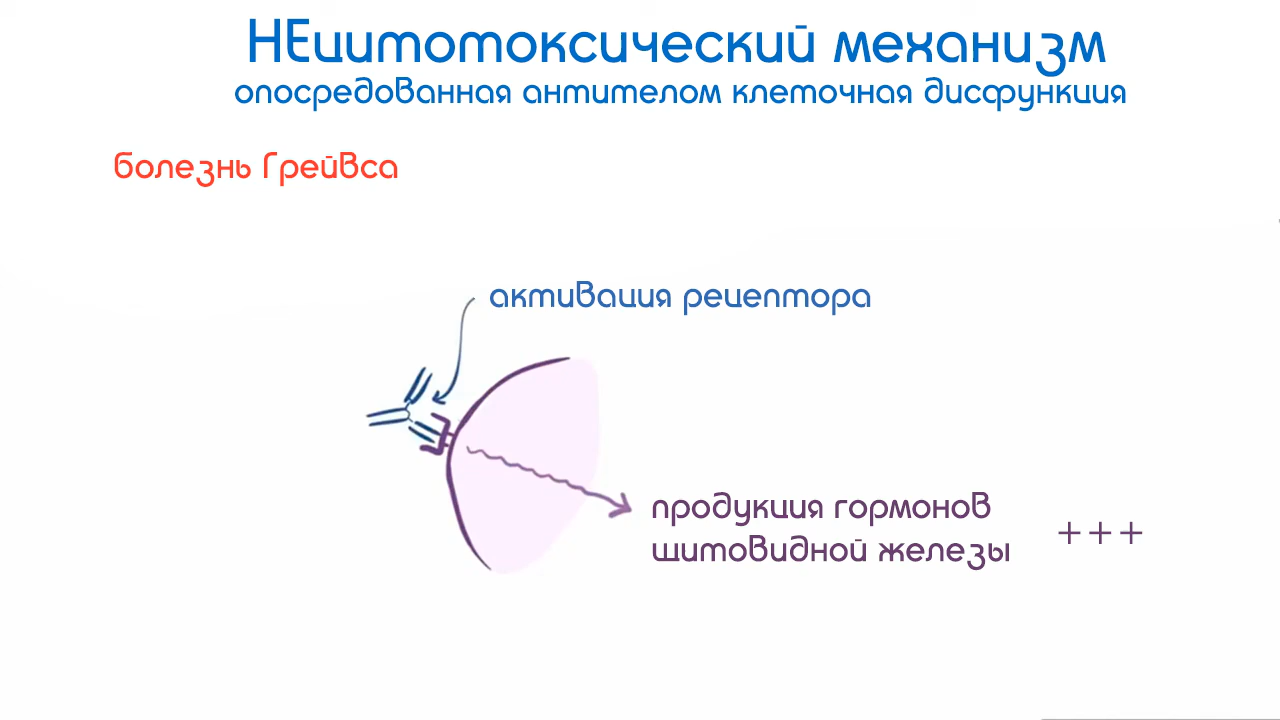 НЕцитотоксический механизм
опосредованная антителом клеточная дисфункция
болезнь Грейвса
активация рецептора
продукция гормонов
щитовидной железы
+++